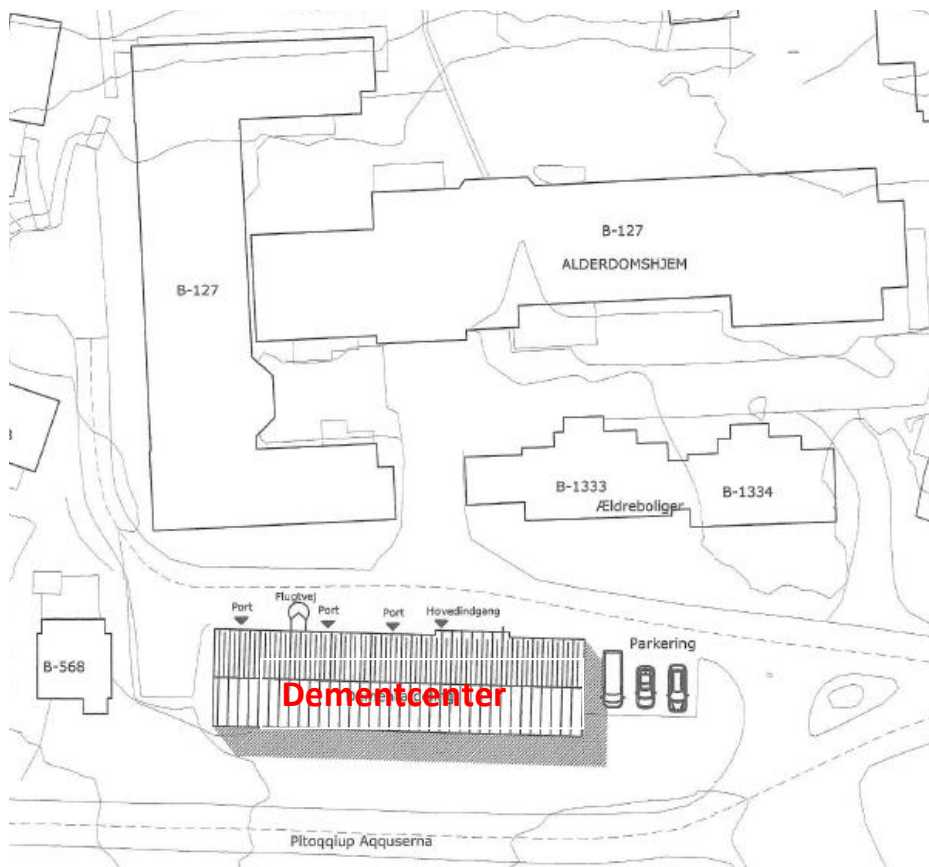 B-127
ALDERDOMSHJEM
B-127
B-1333
B-1334
Ældreboliger
Flugtvej
Port
Port
Port
Hovedindgang
Parkering
B-568
Dementcenter
Pitoqqiup Aqquserna